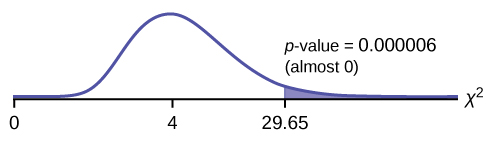 p-value = 0.000006
(almost 0)
χ²
0 4 29.65